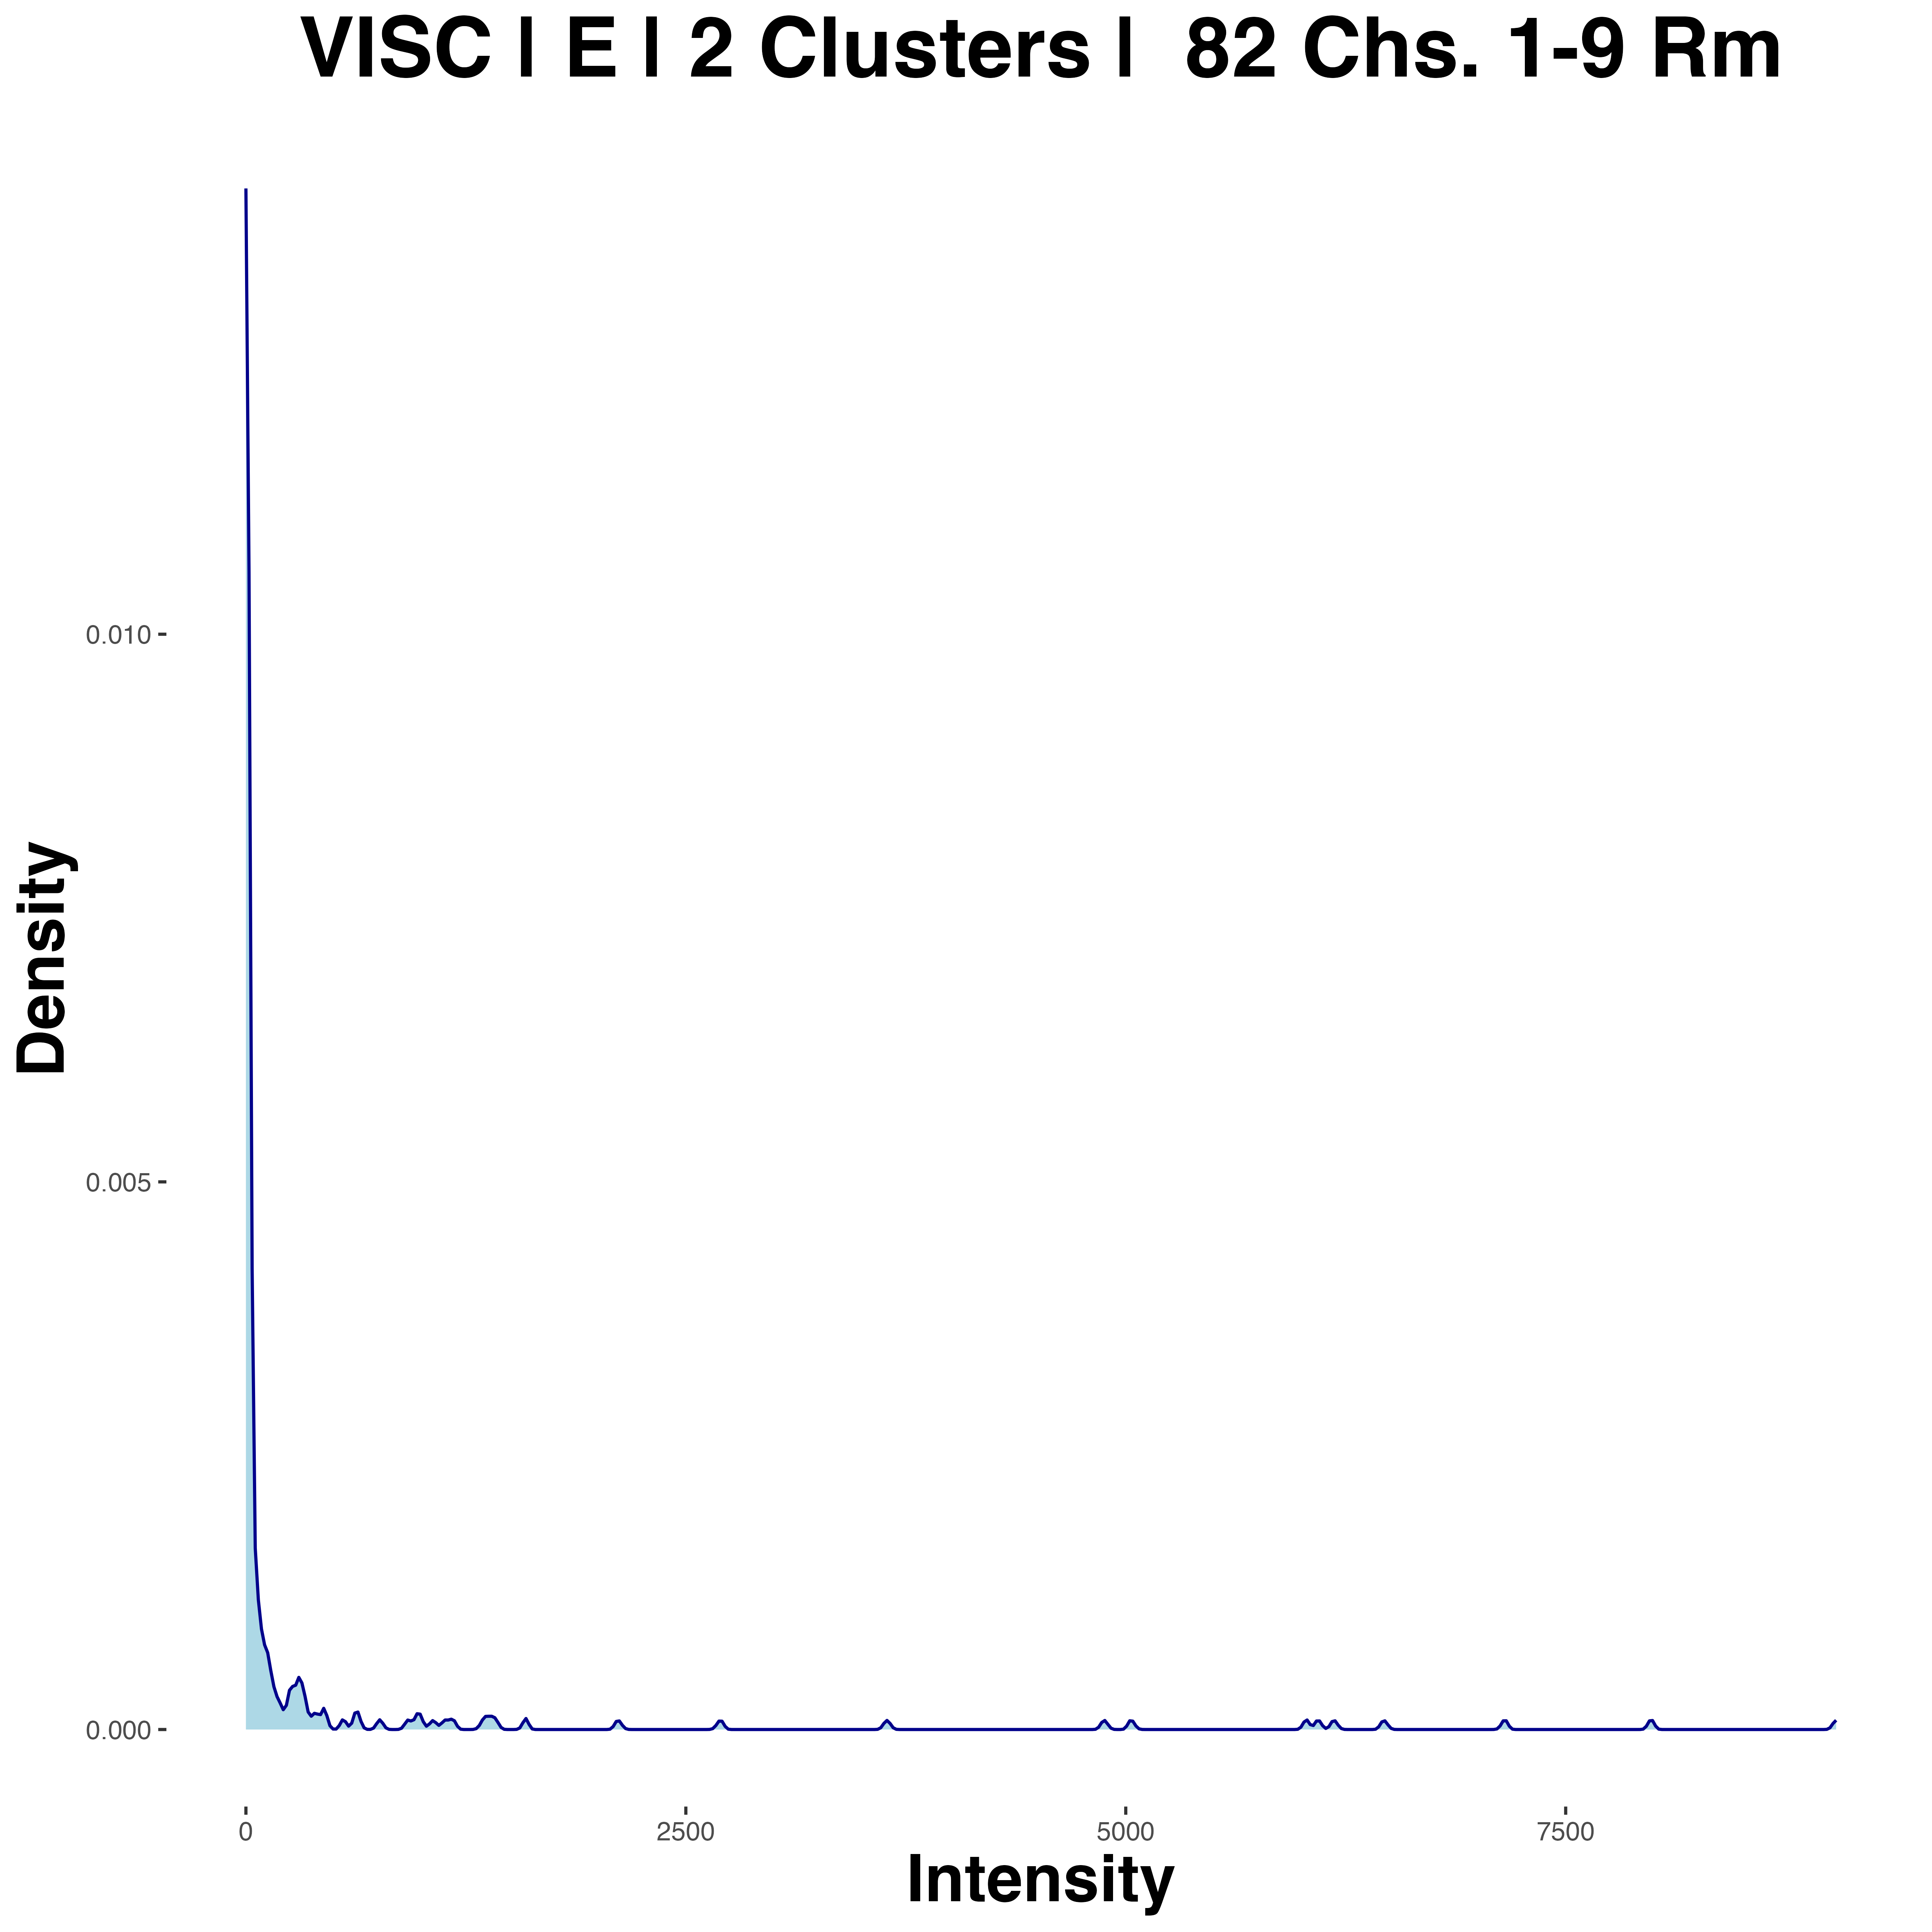 VISC | E | 2 Clusters | 82 Chs. 1-9 Rm
Density
0.010
0.005
0.000
0
2500
5000
7500
Intensity